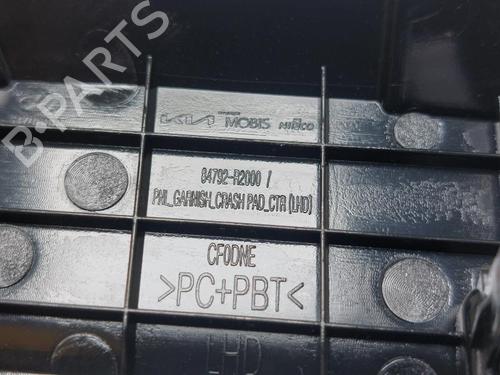 B-PARTS
KIA MOBIS
84792-R2000 /
PNL_GARNISH_CRASH PAD_CTR (LHD)
CF0DNE
>PC+PBT<
LHD